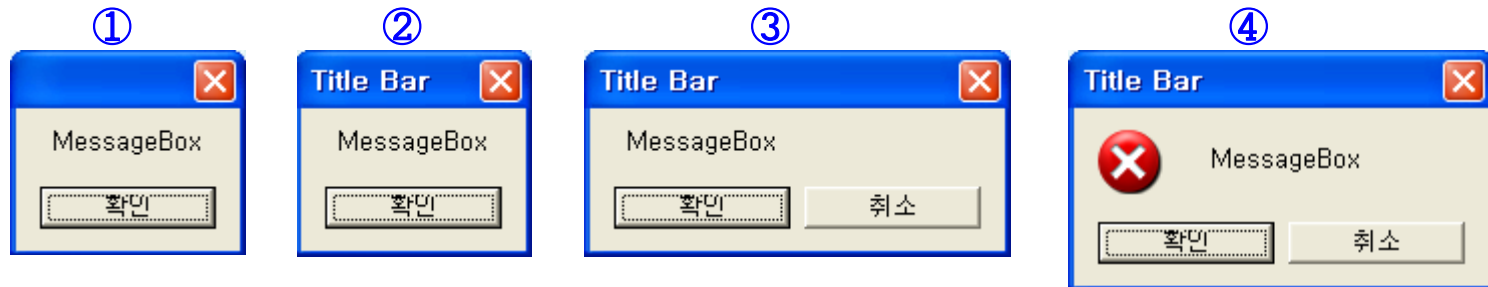 ①
②
③
④
Title Bar
Title Bar
Title Bar
MessageBox
MessageBox
MessageBox
MessageBox
확인
확인
확인 취소
확인 취소